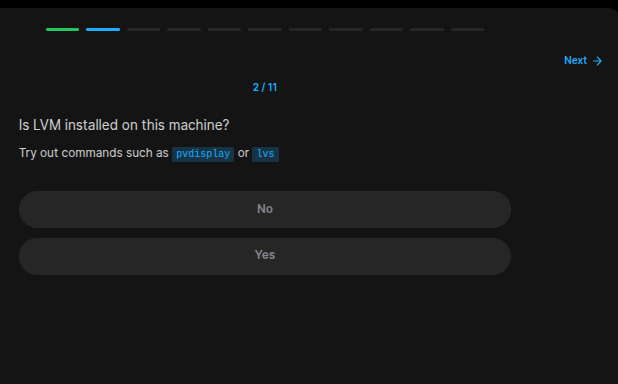 Next →
2 / 11
Is LVM installed on this machine?
Try out commands such as pvdisplay or lvs
No
Yes